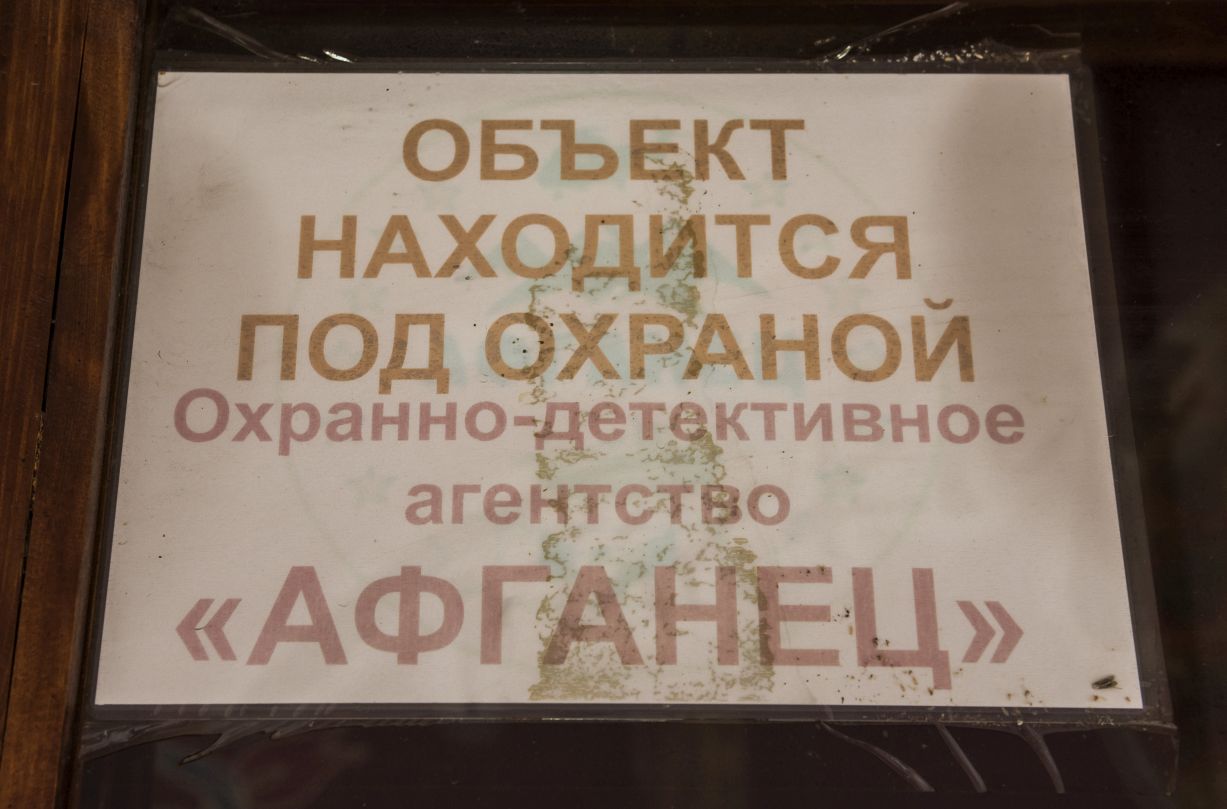 ОБЪЕКТ
НАХОДИТСЯ
ПОД ОХРАНОЙ
Охранно-детективное
агентство
«АФГАНЕЦ»